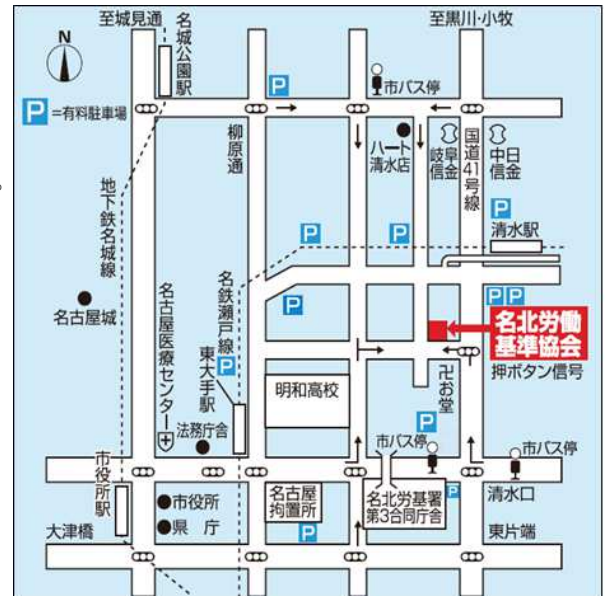 至城見通
至黒川・小牧
N
名城公園駅
P
市バス停
P=有料駐車場
柳原通
ハート
清水店
岐阜
信金
国道41号線
中日
信金
地下鉄名城線
P
P
P
清水駅
名古屋城
名鉄瀬戸線
名古屋医療センター
P
東大手駅
P
P P
名北労働
基準協会
押ボタン信号
明和高校
卍お堂
法務庁舎
P
市バス停
市バス停
市役所駅
大津橋
市役所
県庁
名古屋
拘置所
P
名北労基署
第3合同庁舎
P
清水口
東片端